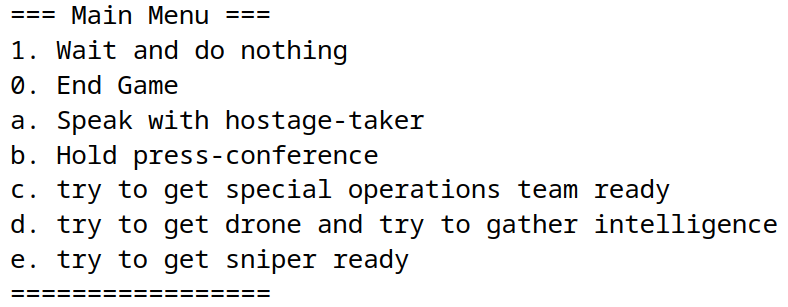 === Main Menu ===
1. Wait and do nothing
0. End Game
a. Speak with hostage-taker
b. Hold press-conference
c. try to get special operations team ready
d. try to get drone and try to gather intelligence
e. try to get sniper ready
=================